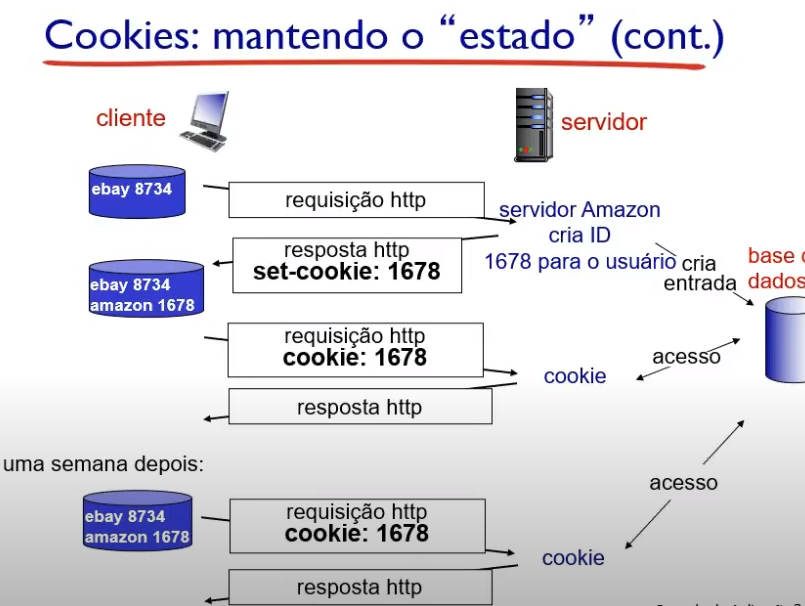 Cookies: mantendo o “estado” (cont.)
cliente
servidor
ebay 8734
requisição http
servidor Amazon
cria ID
1678 para o usuário
resposta http
set-cookie: 1678
cria
entrada
base
dados
ebay 8734
amazon 1678
requisição http
cookie: 1678
cookie
acesso
resposta http
uma semana depois:
acesso
ebay 8734
amazon 1678
requisição http
cookie: 1678
cookie
resposta http